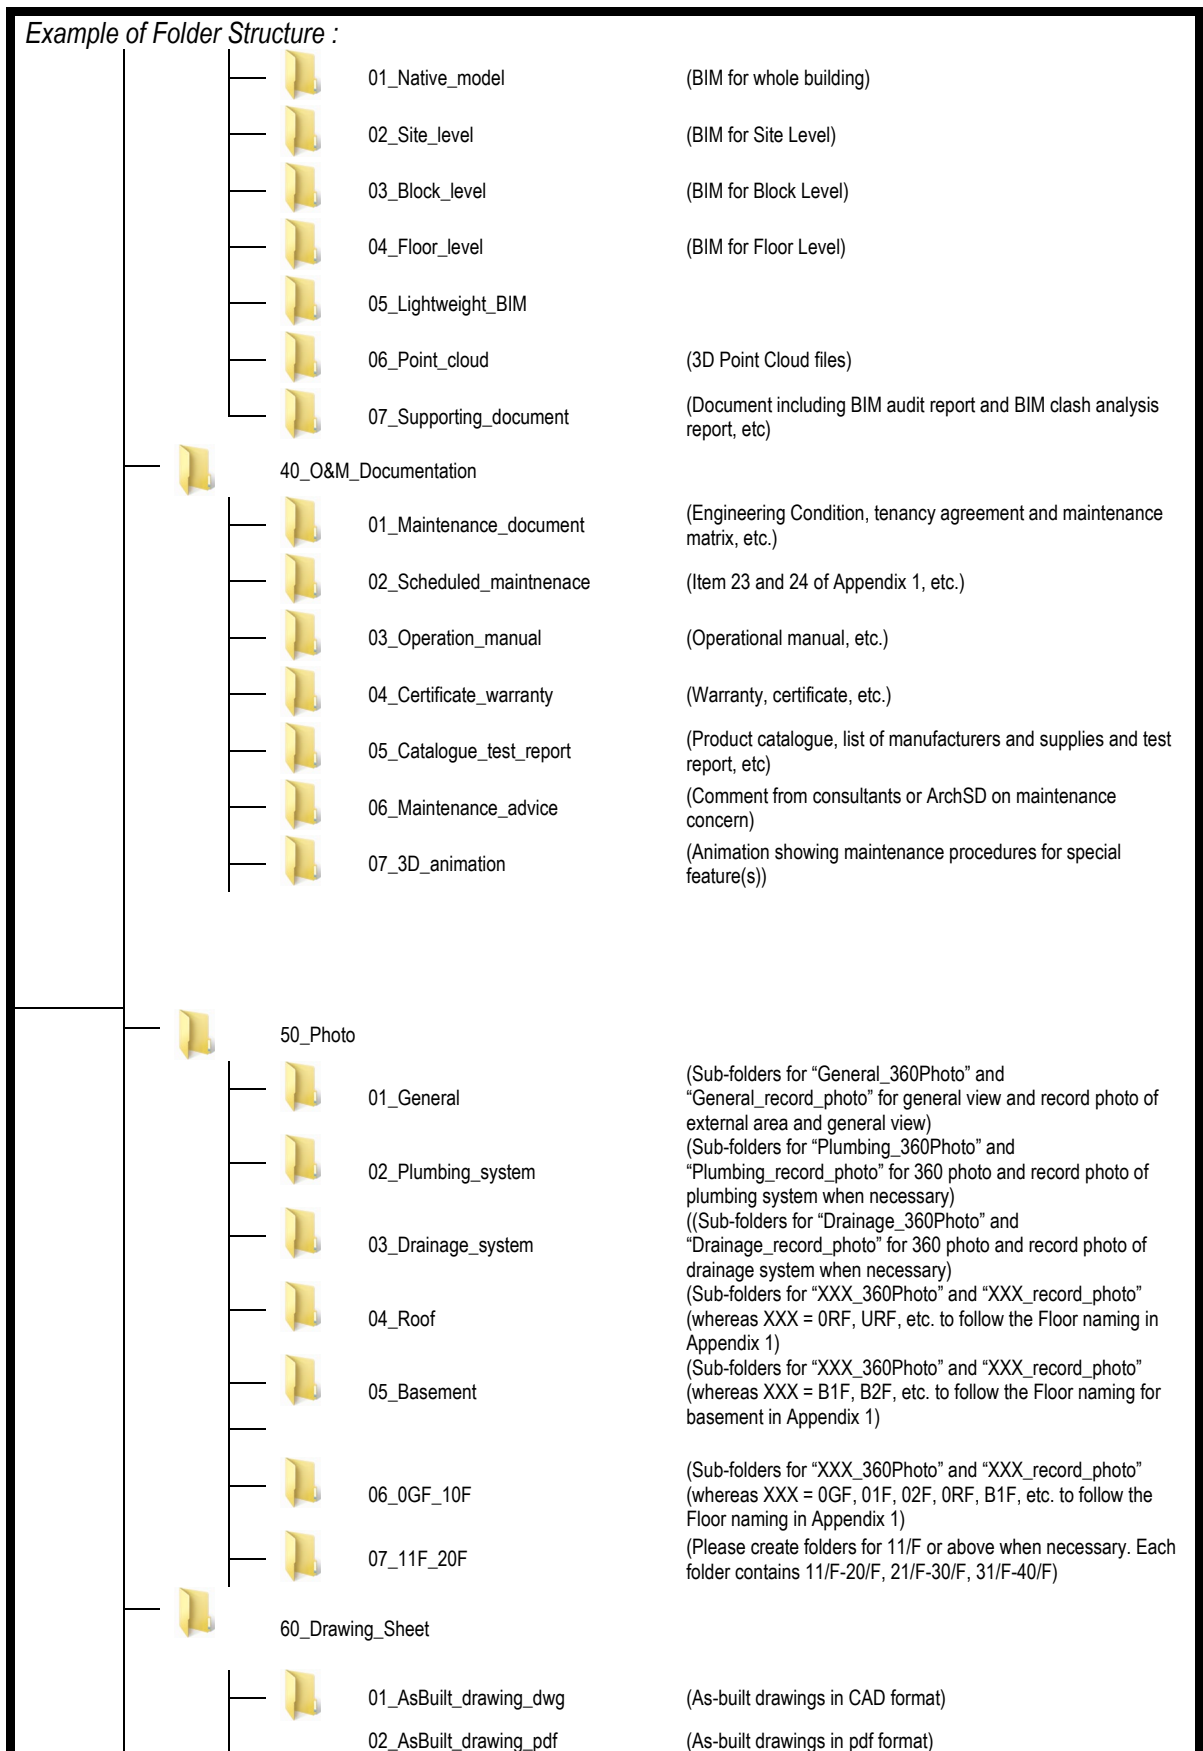 Example of Folder Structure :
01_Native_model (BIM for whole building)
02_Site_level (BIM for Site Level)
03_Block_level (BIM for Block Level)
04_Floor_level (BIM for Floor Level)
05_Lightweight_BIM
06_Point_cloud (3D Point Cloud files)
07_Supporting_document (Document including BIM audit report and BIM clash analysis
report, etc)
40_O&M_Documentation
01_Maintenance_document (Engineering Condition, tenancy agreement and maintenance
matrix, etc.)
02_Scheduled_maintnenace (Item 23 and 24 of Appendix 1, etc.)
03_Operation_manual (Operational manual, etc.)
04_Certificate_warranty (Warranty, certificate, etc.)
05_Catalogue_test_report (Product catalogue, list of manufacturers and supplies and test
report, etc)
06_Maintenance_advice (Comment from consultants or ArchSD on maintenance
concern)
07_3D_animation (Animation showing maintenance procedures for special
feature(s))
50_Photo
01_General (Sub-folders for “General_360Photo” and
“General_record_photo” for general view and record photo of
external area and general view)
02_Plumbing_system (Sub-folders for “Plumbing_360Photo” and
“Plumbing_record_photo” for 360 photo and record photo of
plumbing system when necessary)
03_Drainage_system ((Sub-folders for “Drainage_360Photo” and
“Drainage_record_photo” for 360 photo and record photo of
drainage system when necessary)
04_Roof (Sub-folders for “XXX_360Photo” and “XXX_record_photo”
(whereas XXX = 0RF, URF, etc. to follow the Floor naming in
Appendix 1)
05_Basement (Sub-folders for “XXX_360Photo” and “XXX_record_photo”
(whereas XXX = B1F, B2F, etc. to follow the Floor naming for
basement in Appendix 1)
06_0GF_10F (Sub-folders for “XXX_360Photo” and “XXX_record_photo”
(whereas XXX = 0GF, 01F, 02F, 0RF, B1F, etc. to follow the
Floor naming in Appendix 1)
07_11F_20F (Please create folders for 11/F or above when necessary. Each
folder contains 11/F-20/F, 21/F-30/F, 31/F-40/F)
60_Drawing_Sheet
01_AsBuilt_drawing_dwg (As-built drawings in CAD format)
02_AsBuilt_drawing_pdf (As-built drawings in pdf format)